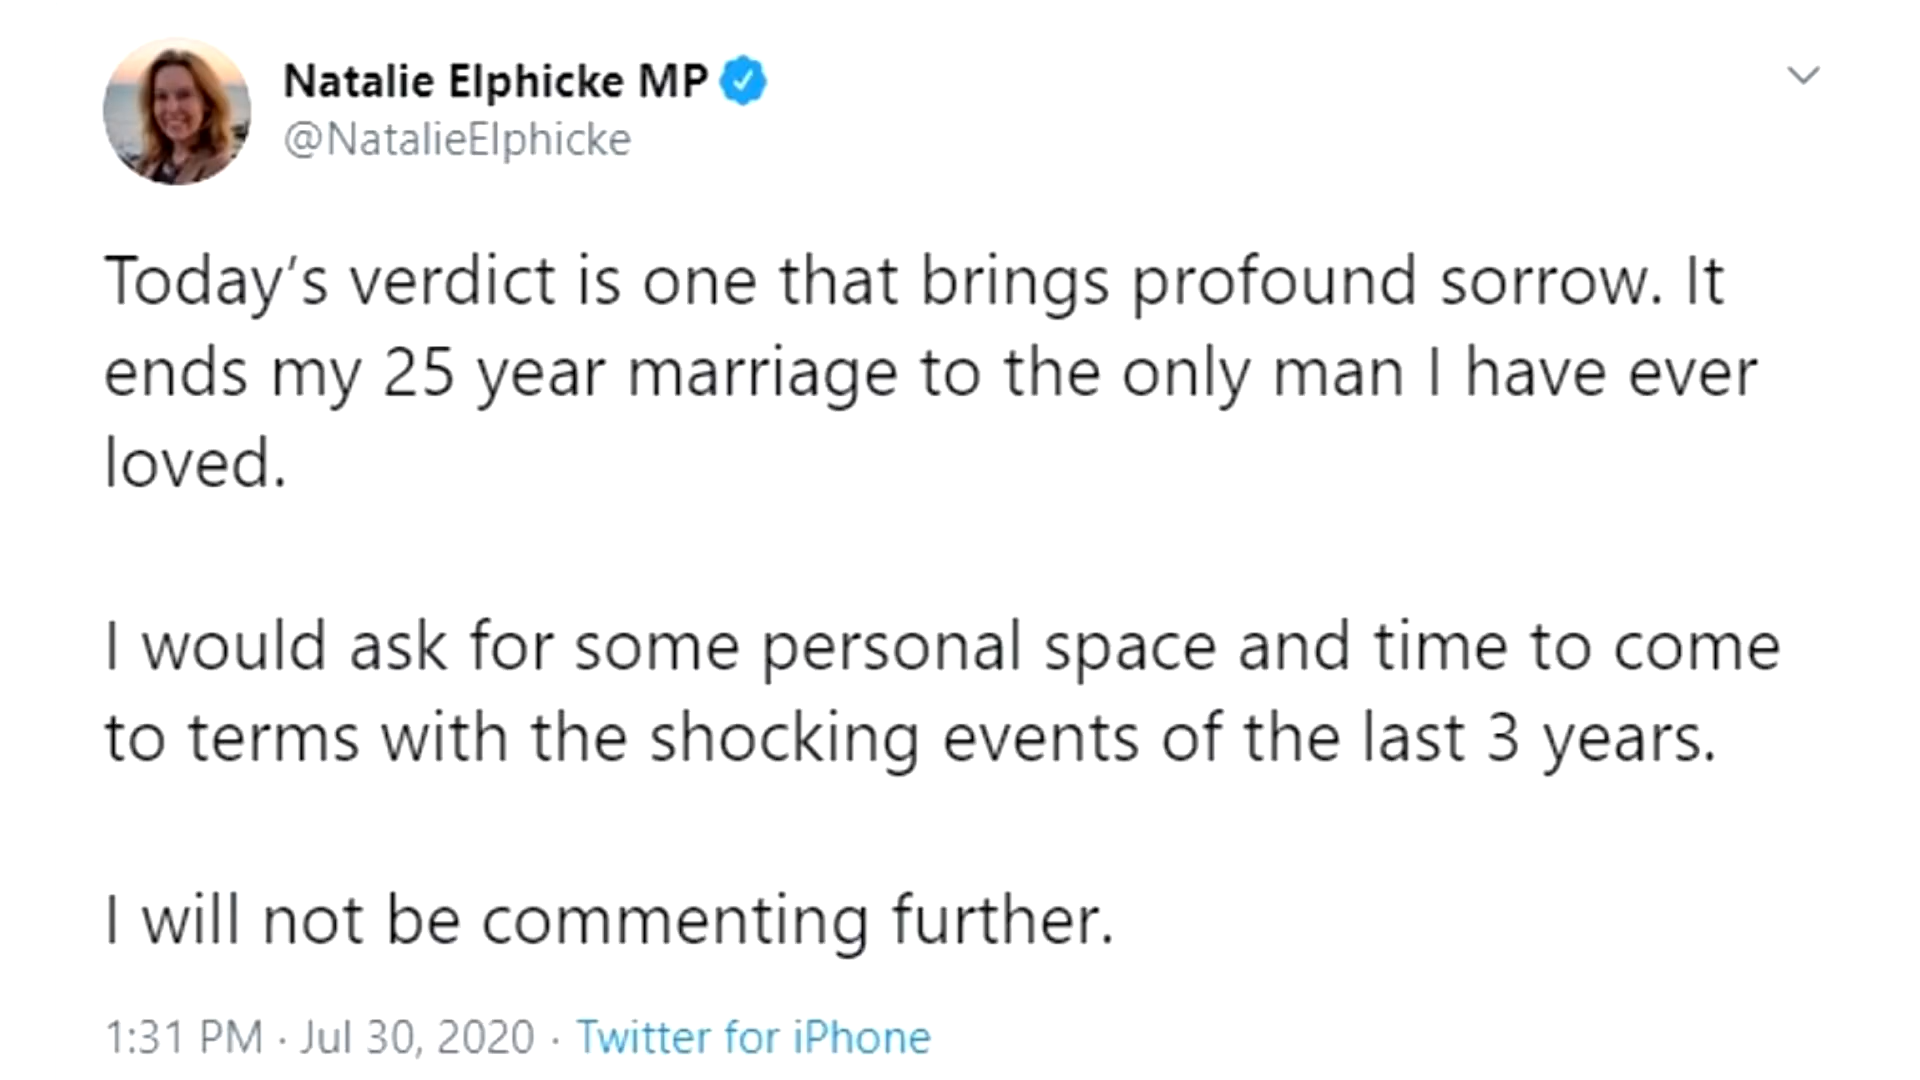 Natalie Elphicke MP
@NatalieElphicke
Today’s verdict is one that brings profound sorrow. It
ends my 25 year marriage to the only man I have ever
loved.
I would ask for some personal space and time to come
to terms with the shocking events of the last 3 years.
I will not be commenting further.
1:31 PM · Jul 30, 2020 · Twitter for iPhone